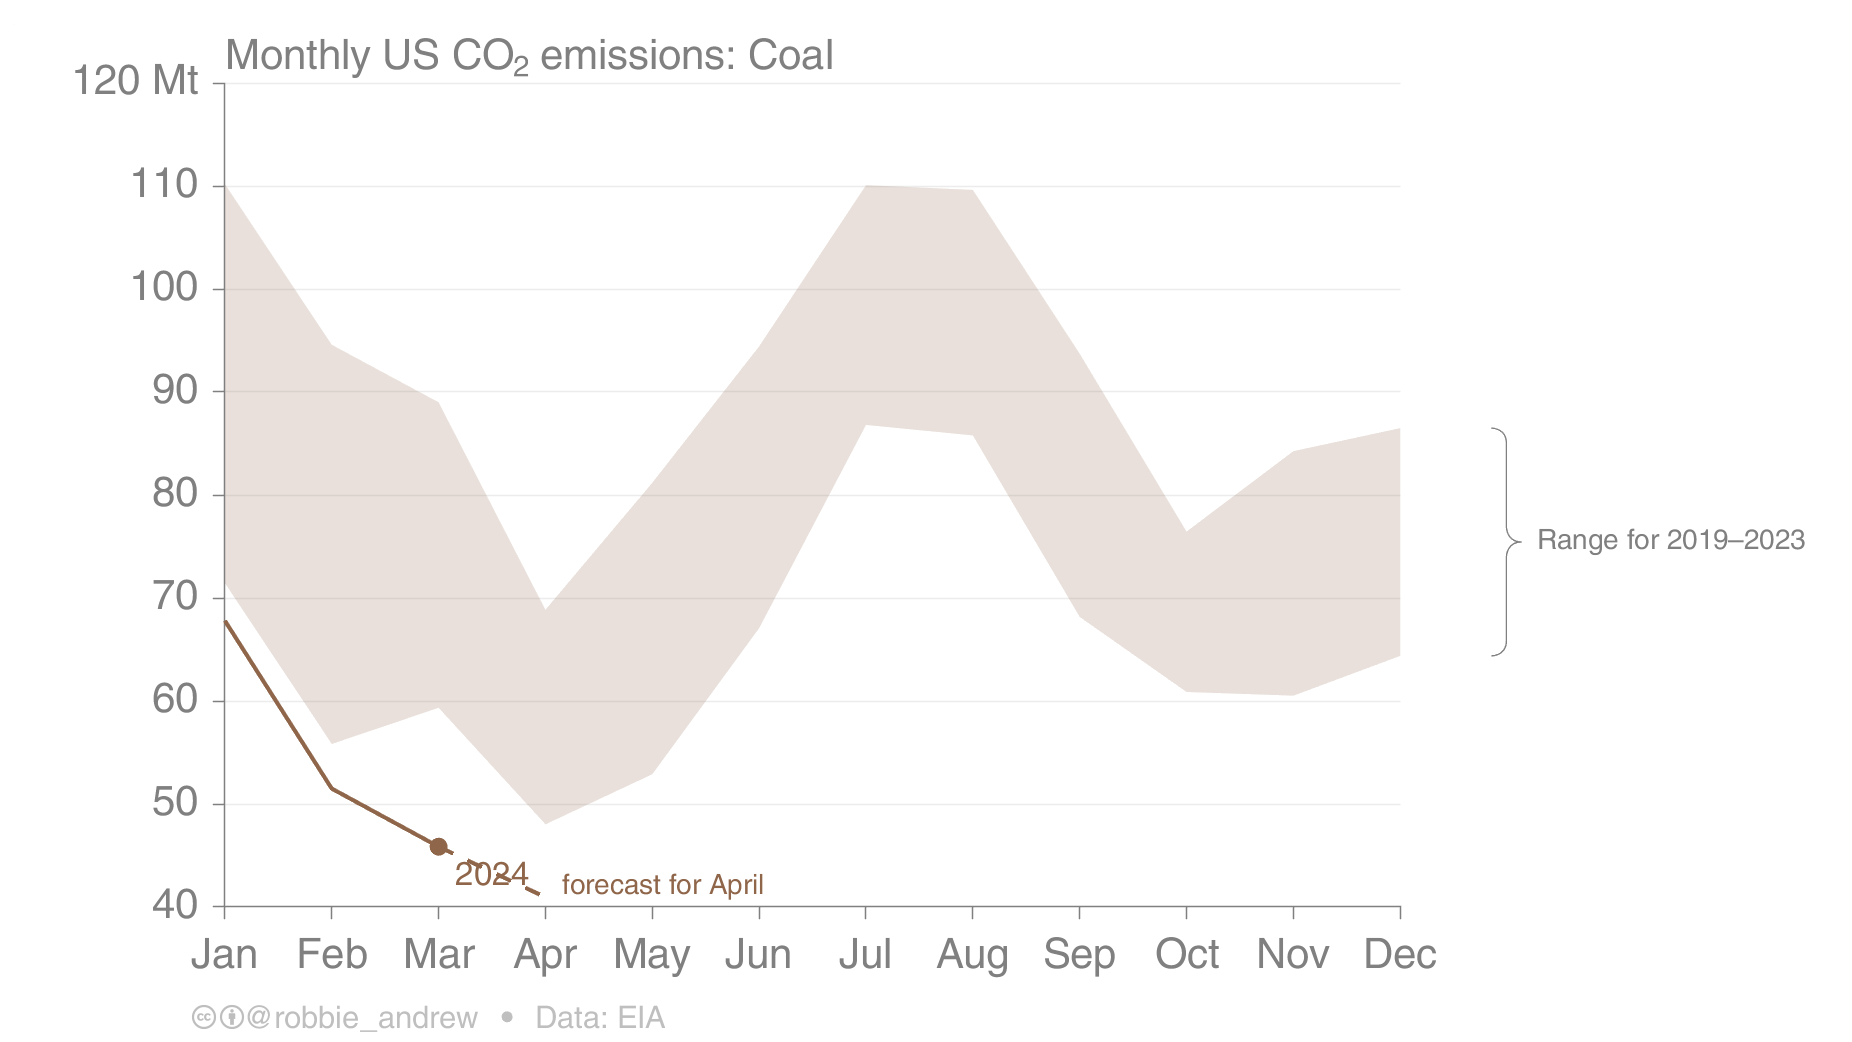 Monthly US CO₂ emissions: Coal
120 Mt
110
100
90
80
70
60
50
40
Range for 2019–2023
2024
forecast for April
Jan Feb Mar Apr May Jun Jul Aug Sep Oct Nov Dec
@robbie_andrew • Data: EIA